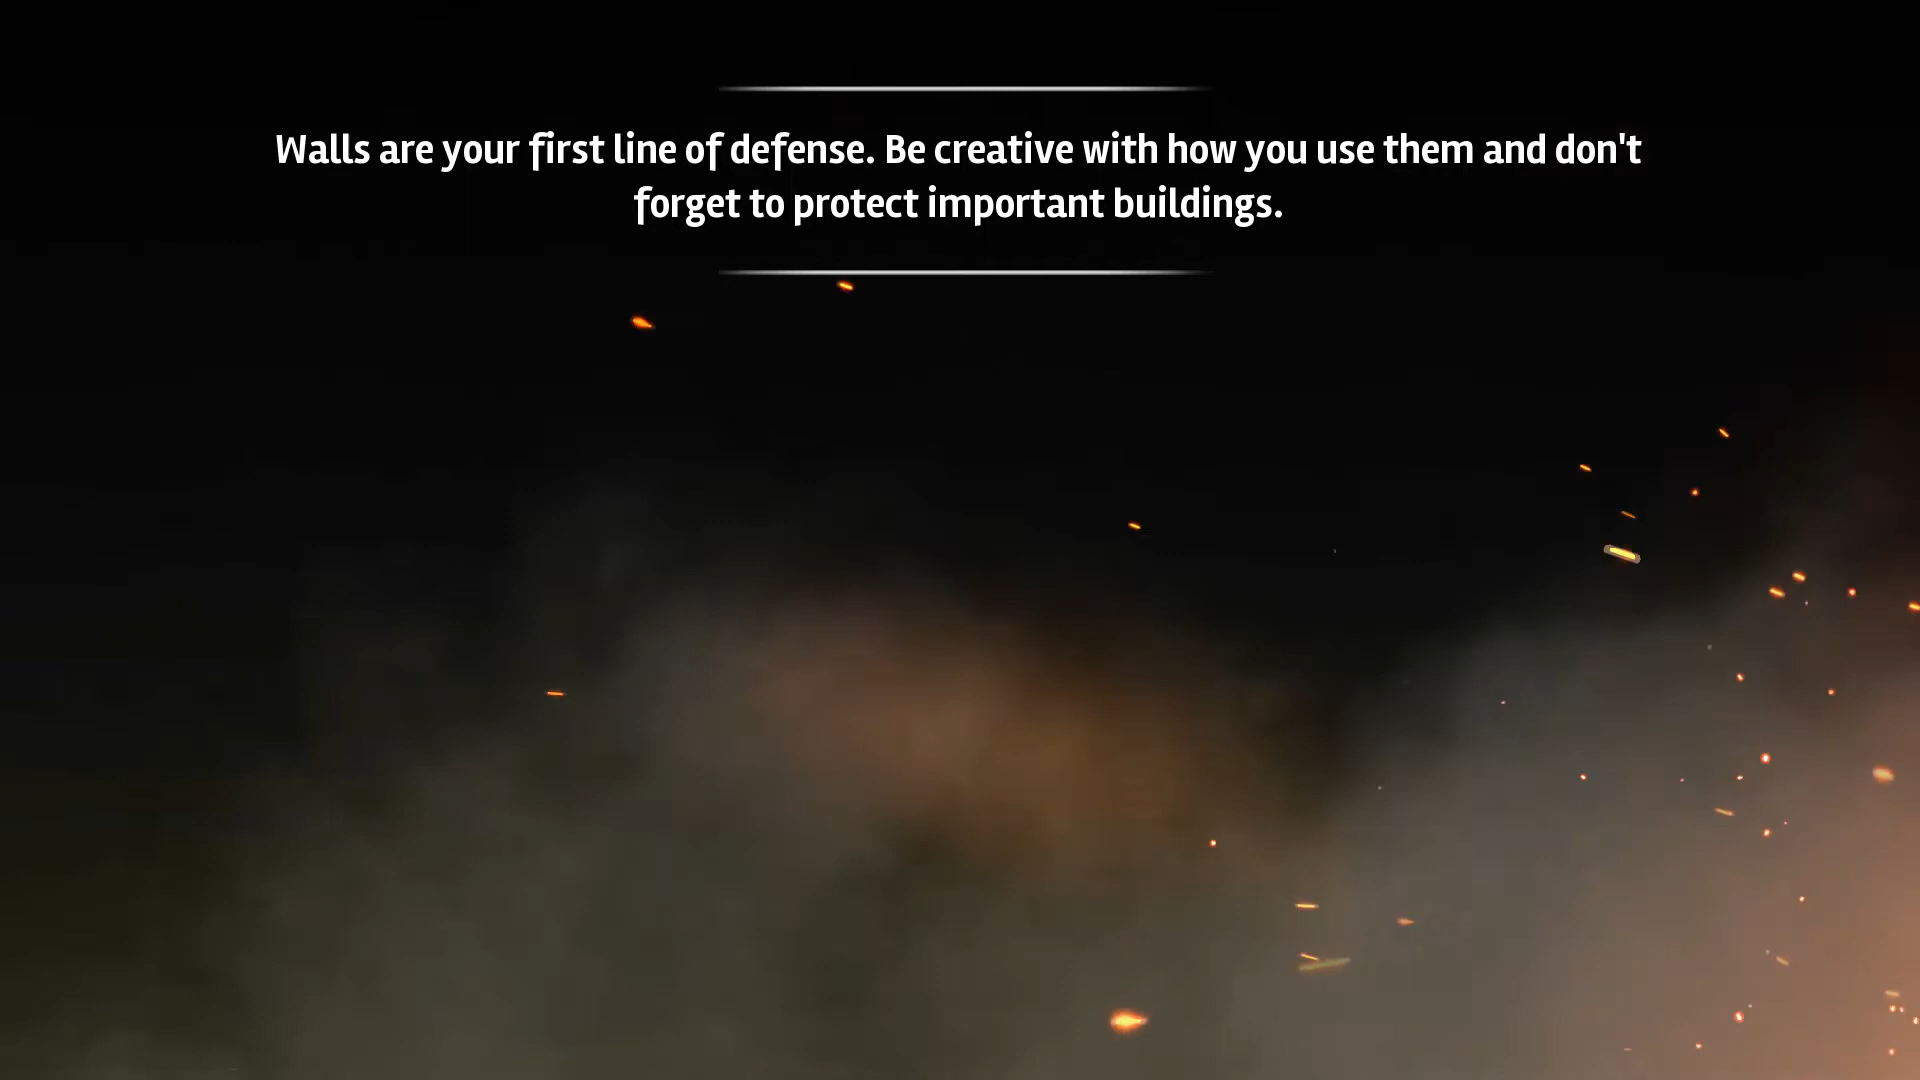 Walls are your first line of defense. Be creative with how you use them and don't
forget to protect important buildings.